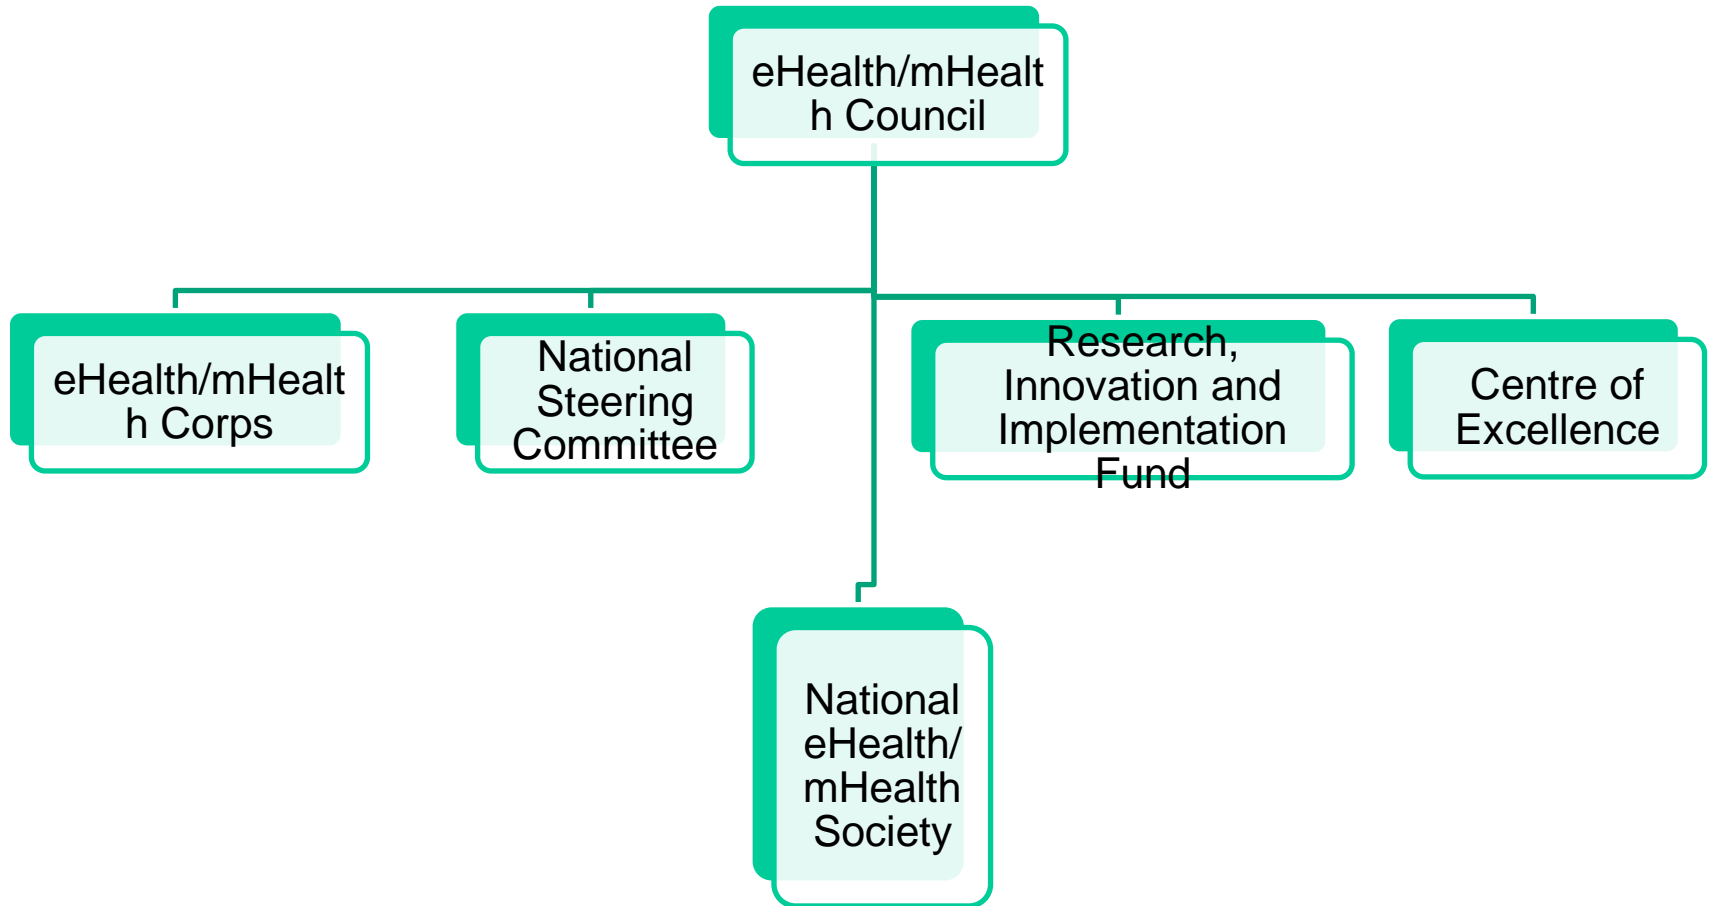 eHealth/mHealt
h Council
eHealth/mHealt
h Corps
National
Steering
Committee
Research,
Innovation and
Implementation
Fund
Centre of
Excellence
National
eHealth/
mHealth
Society